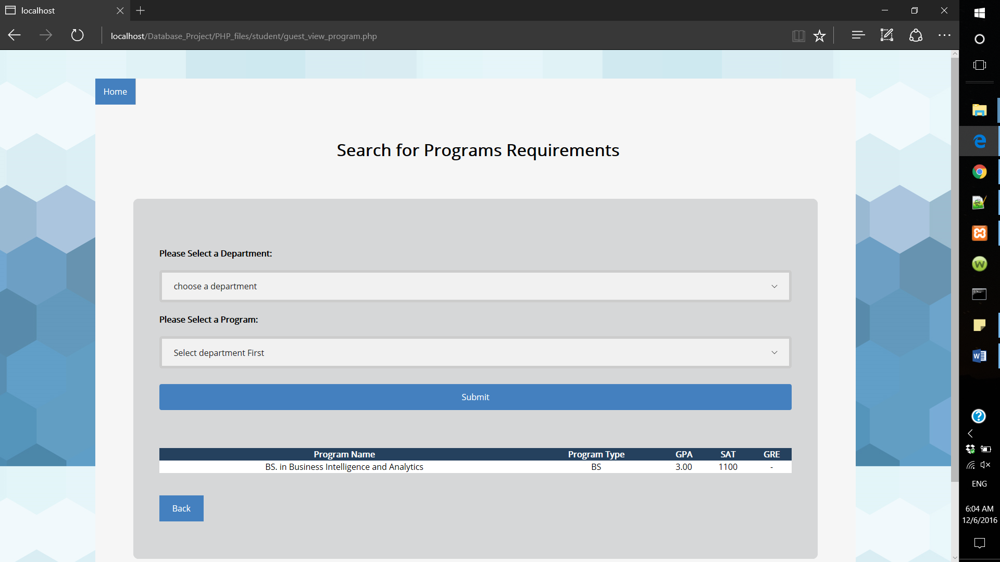 localhost
localhost/Database_Project/PHP_files/student/guest_view_program.php
Home
Search for Programs Requirements
Please Select a Department:
choose a department
Please Select a Program:
Select department First
Submit
Program Name Program Type GPA SAT GRE
BS. in Business Intelligence and Analytics BS 3.00 1100 -
Back
ENG
6:04 AM
12/6/2016